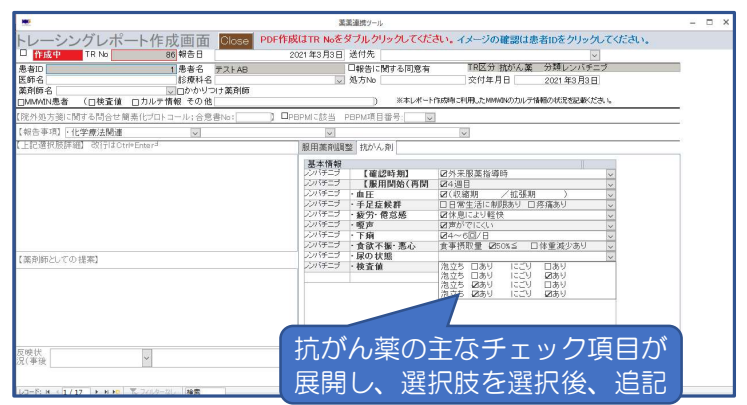 薬薬連携ツール
トレーシングレポート作成画面 Close PDF作成はTR Noをダブルクリックしてください。イメージの確認は患者IDをクリックしてください。
作成中 TR No 86 報告日 2021年3月3日 送付先
患者ID 1 患者名 テストAB □報告に関する同意有 TR区分 抗がん薬 分類 レンバチニブ
医師名 診療科名 処方No 交付年月日 2021年3月3日
薬剤師名 □かかりつけ薬剤師
□MMWIN患者 (□検査値 □カルテ情報 その他 ) ※本レポート作成時に利用したMMWINのカルテ情報の状況を記載ください。
【院外処方箋に関する問合せ簡素化プロトコール；合意書No: 】 □PBPMに該当 PBPM項目番号:
【報告事項】・化学療法関連
【上記選択肢詳細】 改行はCtrl+Enter
服用薬剤調整 抗がん剤
基本情報
ンバチニブ 【確認時期】 ☑外来服薬指導時
ンバチニブ 【服用開始(再開 ☑4週目
ンバチニブ ・血圧 ☑(収縮期 /拡張期 )
ンバチニブ ・手足症候群 □日常生活に制限あり □疼痛あり
ンバチニブ ・疲労・倦怠感 ☑休息により軽快
ンバチニブ ・嗄声 ☑声がでにくい
ンバチニブ ・下痢 ☑4～6回/日
ンバチニブ ・食欲不振・悪心 食事摂取量 ☑50%≦ □体重減少あり
ンバチニブ ・尿の状態
ンバチニブ ・検査値 泡立ち □あり にごり □あり
泡立ち □あり にごり ☑あり
泡立ち ☑あり にごり □あり
泡立ち ☑あり にごり ☑あり
【薬剤師としての提案】
反映状
況(事後
レコード: 1 / 17 フィルターなし 検索
抗がん薬の主なチェック項目が
展開し、選択肢を選択後、追記